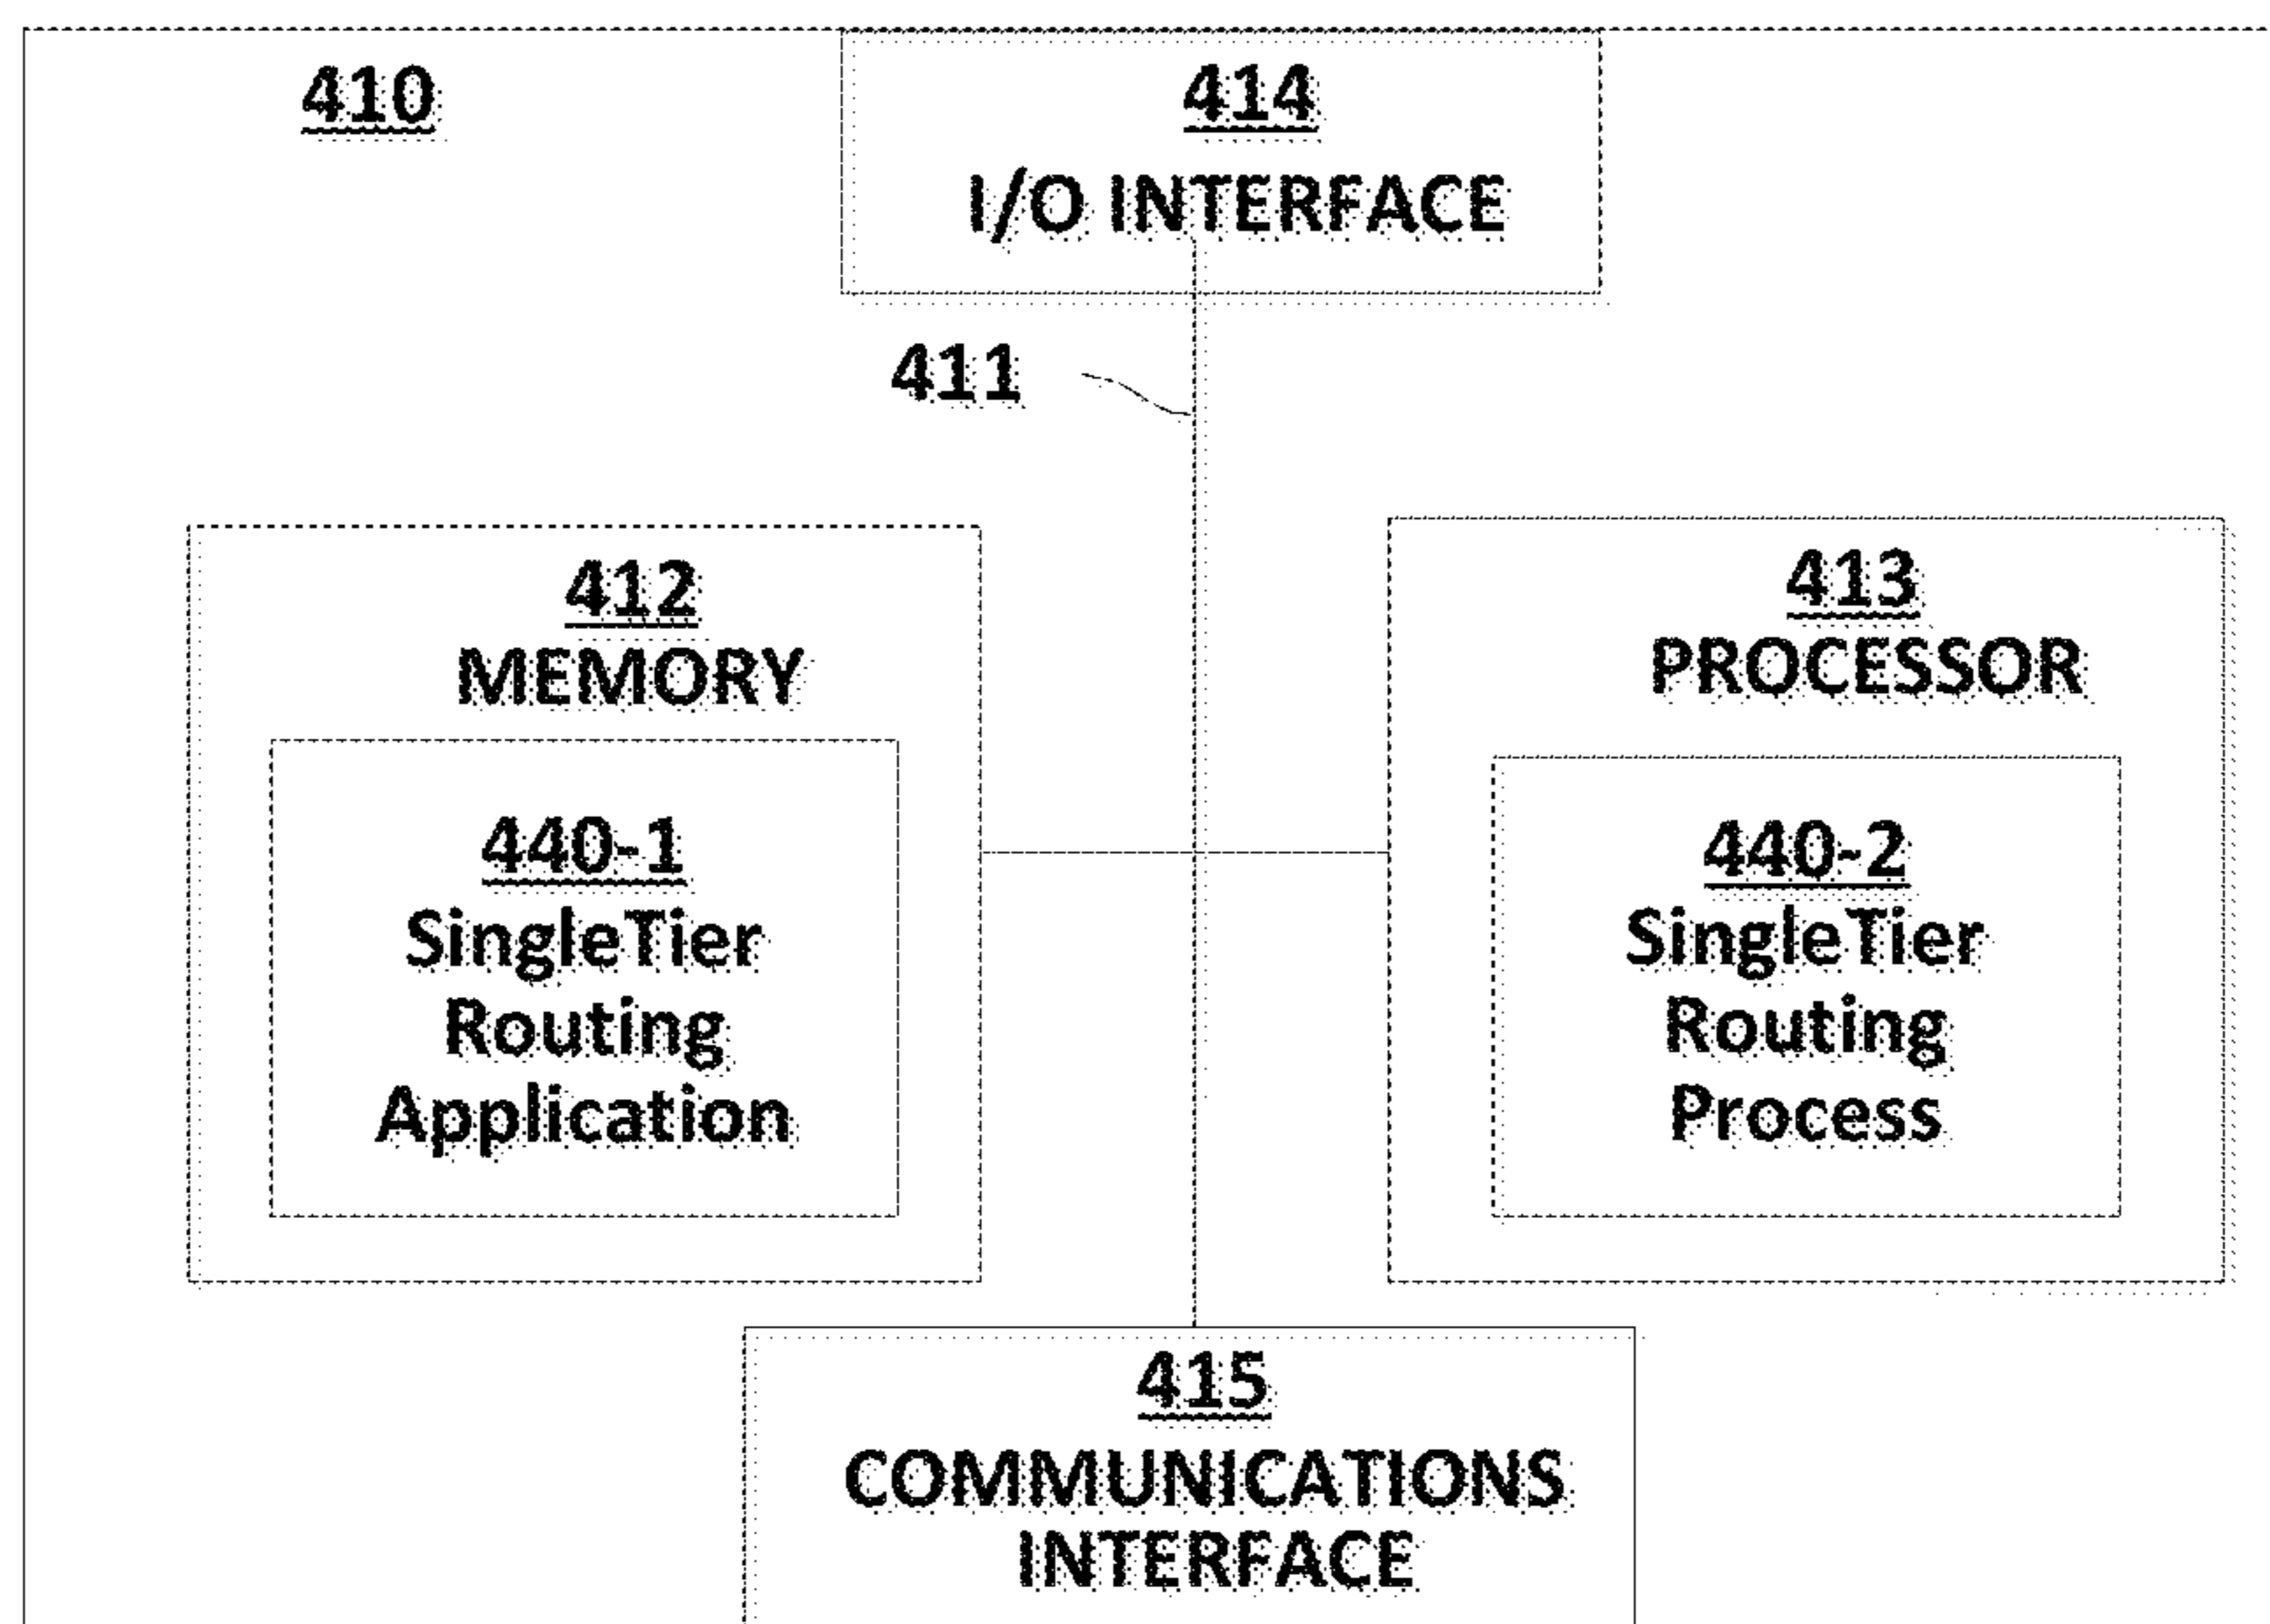 410
414
I/O INTERFACE
411
412
MEMORY
440-1
SingleTier
Routing
Application
413
PROCESSOR
440-2
SingleTier
Routing
Process
415
COMMUNICATIONS
INTERFACE